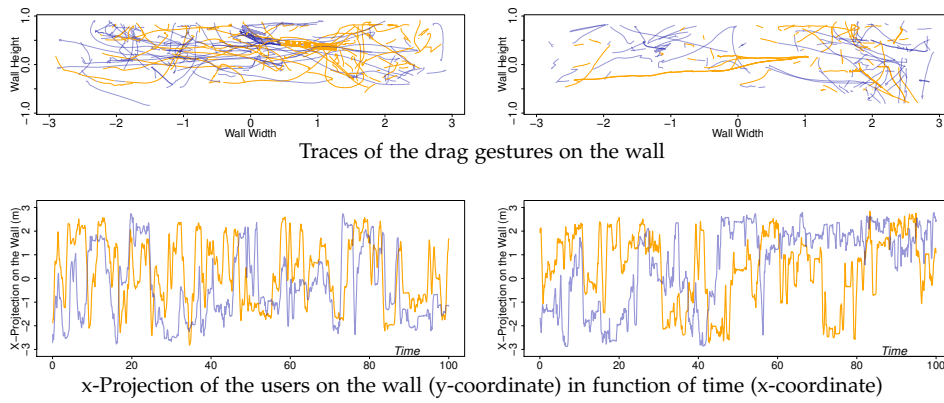 Wall Height
1.0
0.0
−1.0
−3 −2 −1 0 1 2 3
Wall Width
Wall Height
1.0
0.0
−1.0
−3 −2 −1 0 1 2 3
Wall Width
Traces of the drag gestures on the wall
X−Projection on the Wall (m)
3
2
1
0
−1
−2
−3
0 20 40 60 80 100
Time
X−Projection on the Wall (m)
3
2
1
0
−1
−2
−3
0 20 40 60 80 100
Time
x-Projection of the users on the wall (y-coordinate) in function of time (x-coordinate)